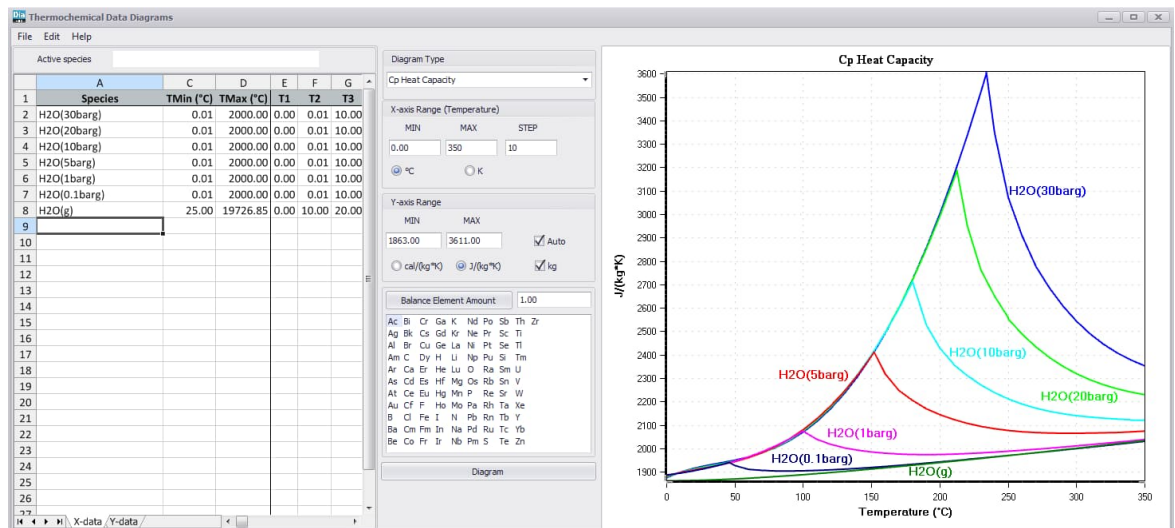 Thermochemical Data Diagrams
File Edit Help
Active species
A C D E F G
1 Species TMin (°C) TMax (°C) T1 T2 T3
2 H2O(30barg) 0.01 2000.00 0.00 0.01 10.00
3 H2O(20barg) 0.01 2000.00 0.00 0.01 10.00
4 H2O(10barg) 0.01 2000.00 0.00 0.01 10.00
5 H2O(5barg) 0.01 2000.00 0.00 0.01 10.00
6 H2O(1barg) 0.01 2000.00 0.00 0.01 10.00
7 H2O(0.1barg) 0.01 2000.00 0.00 0.01 10.00
8 H2O(g) 25.00 19726.85 0.00 10.00 20.00
9
10
11
12
13
14
15
16
17
18
19
20
21
22
23
24
25
26
27
X-data Y-data
Diagram Type
Cp Heat Capacity
X-axis Range (Temperature)
MIN MAX STEP
0.00 350 10
°C K
Y-axis Range
MIN MAX
1863.00 3611.00 Auto
cal/(kg*K) J/(kg*K) kg
Balance Element Amount 1.00
Ac Bi Cr Ga K Nd Po Sb Th Zr
Ag Bk Cs Gd Kr Ne Pr Sc Ti
Al Br Cu Ge La Ni Pt Se Tl
Am C Dy H Li Np Pu Si Tm
Ar Ca Er He Lu O Ra Sm U
As Cd Es Hf Mg Os Rb Sn V
At Ce Eu Hg Mn P Re Sr W
Au Cf F Ho Mo Pa Rh Ta Xe
B Cl Fe I N Pb Rn Tb Y
Ba Cm Fm In Na Pd Ru Tc Yb
Be Co Fr Ir Nb Pm S Te Zn
Diagram
Cp Heat Capacity
3600
3500
3400
3300
3200
3100
3000
2900
2800
2700
2600
2500
2400
2300
2200
2100
2000
1900
J/(kg*K)
H2O(30barg)
H2O(10barg)
H2O(5barg)
H2O(20barg)
H2O(1barg)
H2O(0.1barg)
H2O(g)
0 50 100 150 200 250 300 350
Temperature (°C)